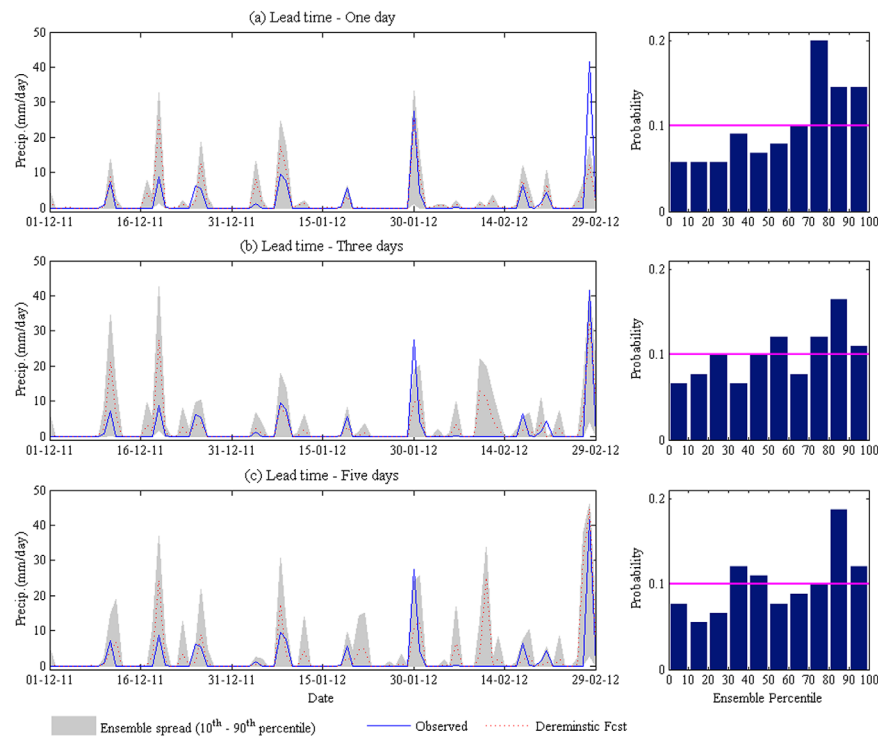 (a) Lead time - One day
50
40
30
20
10
0
Precip.(mm/day)
01-12-11 16-12-11 31-12-11 15-01-12 30-01-12 14-02-12 29-02-12
0.2
0.1
0
Probability
0 10 20 30 40 50 60 70 80 90 100
(b) Lead time - Three days
50
40
30
20
10
0
Precip.(mm/day)
01-12-11 16-12-11 31-12-11 15-01-12 30-01-12 14-02-12 29-02-12
0.2
0.1
0
Probability
0 10 20 30 40 50 60 70 80 90 100
(c) Lead time - Five days
50
40
30
20
10
0
Precip.(mm/day)
01-12-11 16-12-11 31-12-11 15-01-12 30-01-12 14-02-12 29-02-12
Date
0.2
0.1
0
Probability
0 10 20 30 40 50 60 70 80 90 100
Ensemble Percentile
Ensemble spread (10th - 90th percentile) Observed Dereminstic Fcst